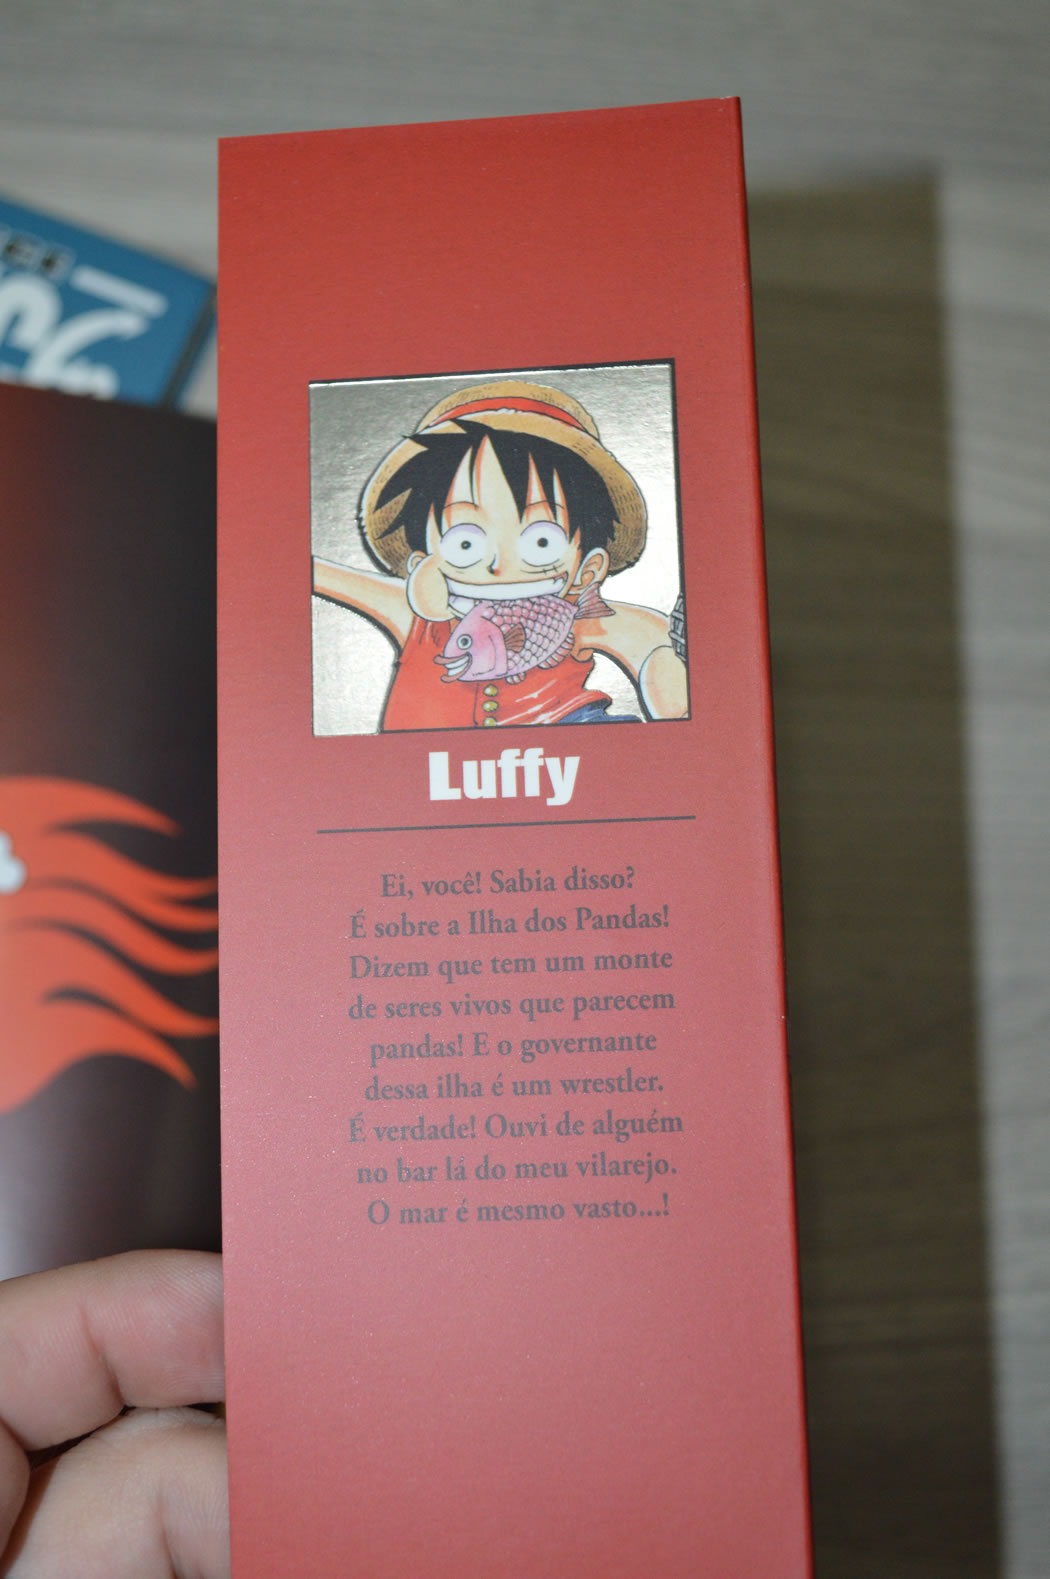 Luffy
Ei, você! Sabia disso?
É sobre a Ilha dos Pandas!
Dizem que tem um monte
de seres vivos que parecem
pandas! E o governante
dessa ilha é um wrestler.
É verdade! Ouvi de alguém
no bar lá do meu vilarejo.
O mar é mesmo vasto...!